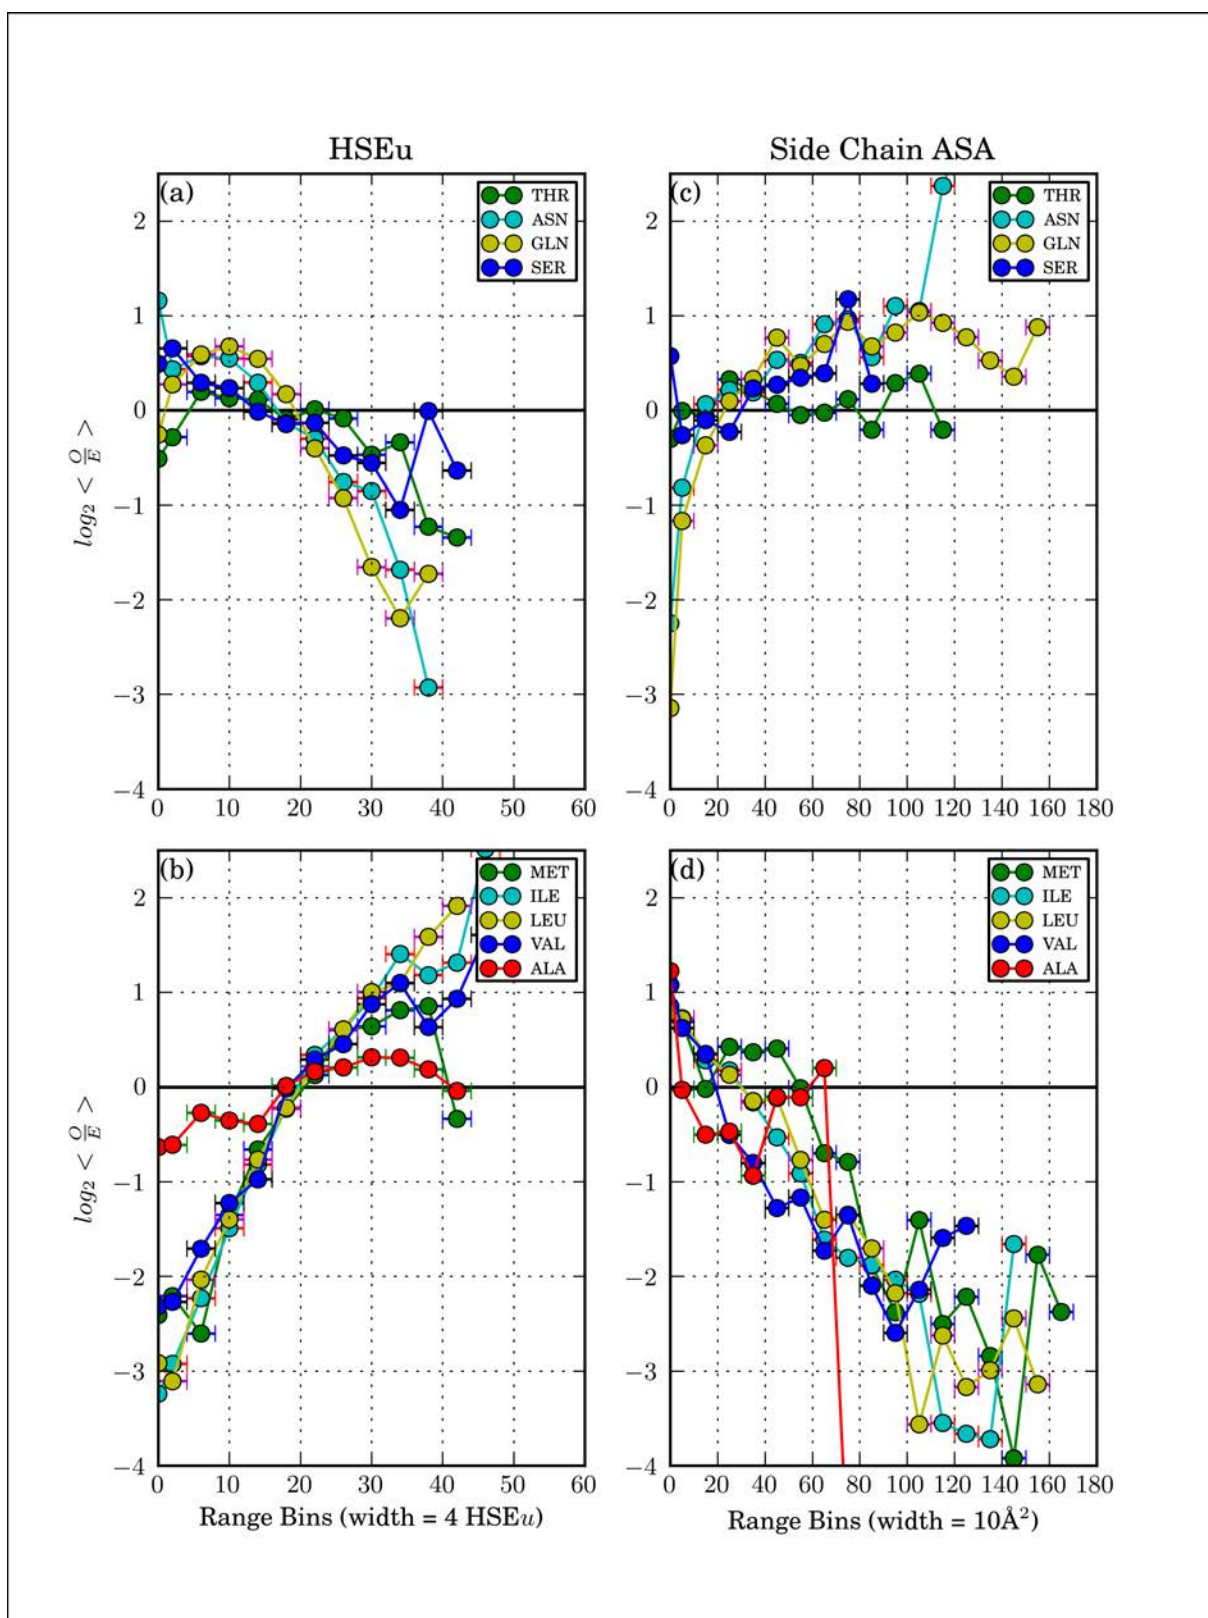 HSEu
Side Chain ASA
(a)
THR
ASN
GLN
SER
2
1
0
−1
−2
−3
−4
log₂ < O/E >
0 10 20 30 40 50 60
(c)
THR
ASN
GLN
SER
2
1
0
−1
−2
−3
−4
0 20 40 60 80 100 120 140 160 180
(b)
MET
ILE
LEU
VAL
ALA
2
1
0
−1
−2
−3
−4
log₂ < O/E >
0 10 20 30 40 50 60
Range Bins (width = 4 HSEu)
(d)
MET
ILE
LEU
VAL
ALA
2
1
0
−1
−2
−3
−4
0 20 40 60 80 100 120 140 160 180
Range Bins (width = 10Å²)